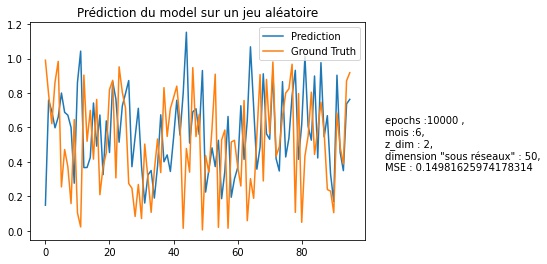 Prédiction du model sur un jeu aléatoire
Prediction
Ground Truth
1.2
1.0
0.8
0.6
0.4
0.2
0.0
0
20
40
60
80
100
epochs :10000 ,
mois :6,
z_dim : 2,
dimension "sous réseaux" : 50,
MSE : 0.14981625974178314